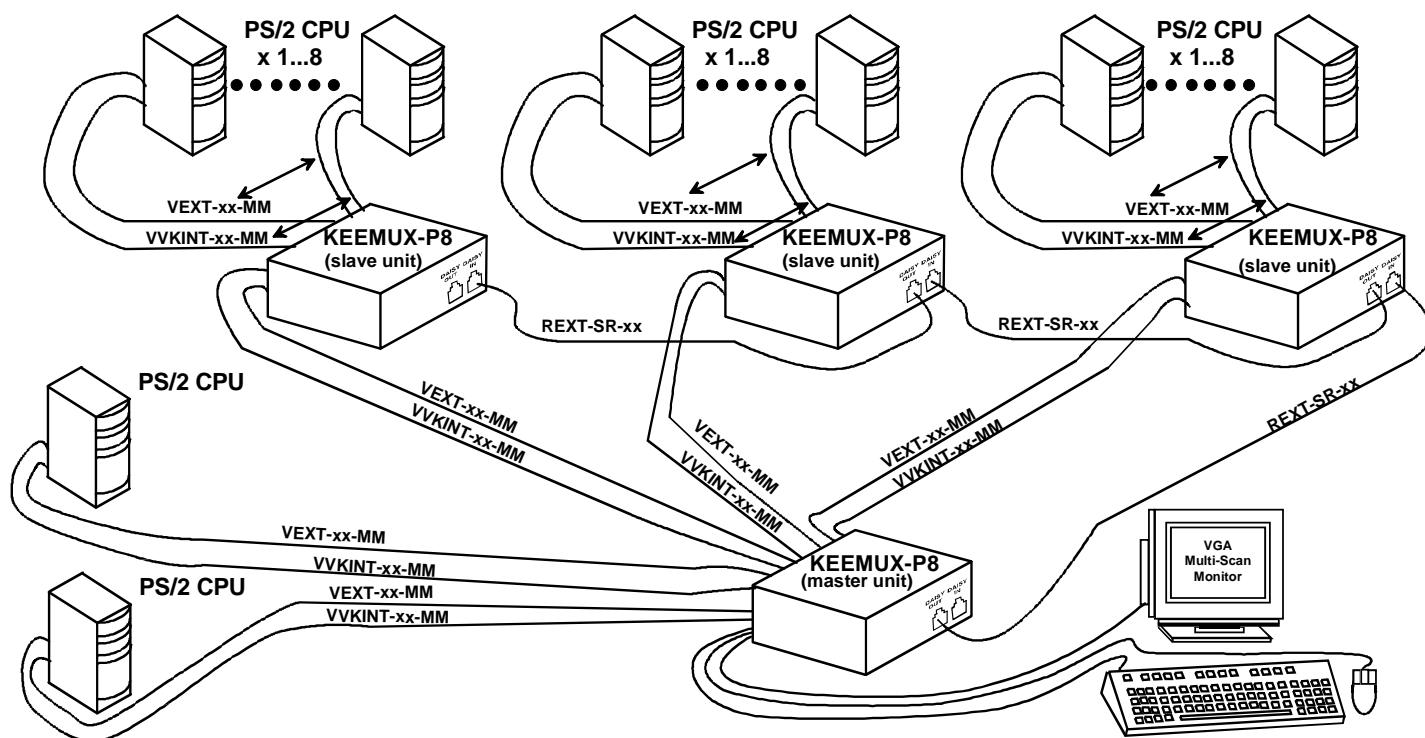 PS/2 CPU
x 1...8
PS/2 CPU
x 1...8
PS/2 CPU
x 1...8
VEXT-xx-MM
VVKINT-xx-MM
VEXT-xx-MM
VVKINT-xx-MM
VEXT-xx-MM
VVKINT-xx-MM
KEEMUX-P8
(slave unit)
DAISY OUT
DAISY IN
KEEMUX-P8
(slave unit)
DAISY OUT
DAISY IN
KEEMUX-P8
(slave unit)
DAISY OUT
DAISY IN
REXT-SR-xx
REXT-SR-xx
REXT-SR-xx
PS/2 CPU
VEXT-xx-MM
VVKINT-xx-MM
VEXT-xx-MM
VVKINT-xx-MM
VEXT-xx-MM
VVKINT-xx-MM
VEXT-xx-MM
VVKINT-xx-MM
PS/2 CPU
VEXT-xx-MM
VVKINT-xx-MM
KEEMUX-P8
(master unit)
DAISY OUT
DAISY IN
VGA
Multi-Scan
Monitor